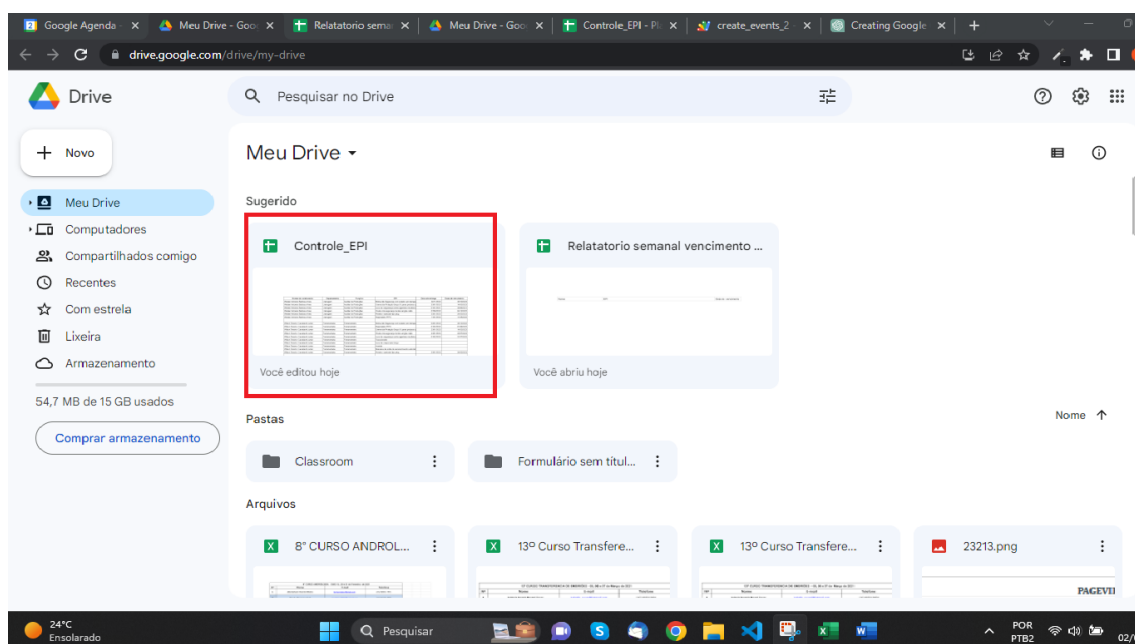 Google Agenda
Meu Drive - Goo
Relatatorio sema
Meu Drive - Goo
Controle_EPI - Pl
create_events_2
Creating Google
drive.google.com/drive/my-drive
Drive
Pesquisar no Drive
Novo
Meu Drive
Meu Drive
Computadores
Compartilhados comigo
Recentes
Com estrela
Lixeira
Armazenamento
54,7 MB de 15 GB usados
Comprar armazenamento
Sugerido
Controle_EPI
Você editou hoje
Relatatorio semanal vencimento ...
Você abriu hoje
Pastas
Nome
Classroom
Formulário sem títul...
Arquivos
8° CURSO ANDROL...
13º Curso Transfere...
13º Curso Transfere...
23213.png
PAGEVII
24°C
Ensolarado
Pesquisar
POR
PTB2
02/